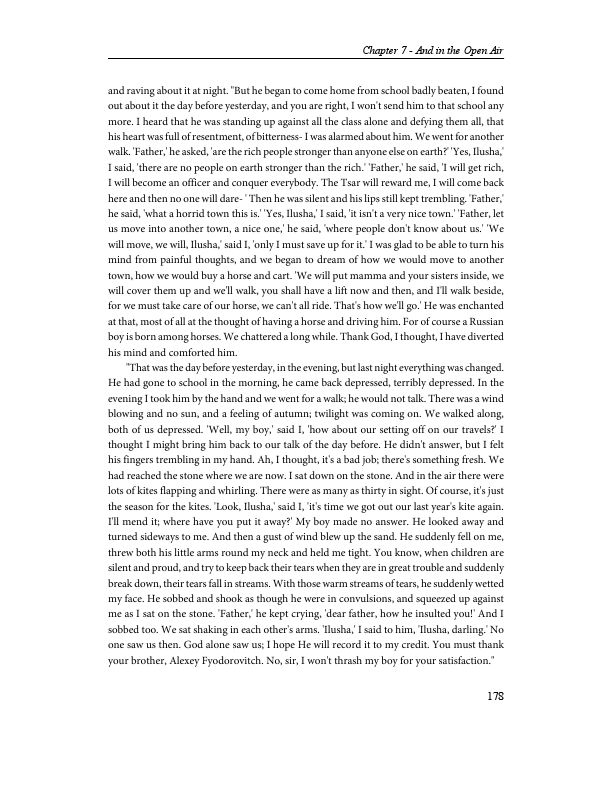 Chapter 7 - And in the Open Air
and raving about it at night. "But he began to come home from school badly beaten, I found
out about it the day before yesterday, and you are right, I won't send him to that school any
more. I heard that he was standing up against all the class alone and defying them all, that
his heart was full of resentment, of bitterness- I was alarmed about him. We went for another
walk. 'Father,' he asked, 'are the rich people stronger than anyone else on earth?' 'Yes, Ilusha,'
I said, 'there are no people on earth stronger than the rich.' 'Father,' he said, 'I will get rich,
I will become an officer and conquer everybody. The Tsar will reward me, I will come back
here and then no one will dare- ' Then he was silent and his lips still kept trembling. 'Father,'
he said, 'what a horrid town this is.' 'Yes, Ilusha,' I said, 'it isn't a very nice town.' 'Father, let
us move into another town, a nice one,' he said, 'where people don't know about us.' 'We
will move, we will, Ilusha,' said I, 'only I must save up for it.' I was glad to be able to turn his
mind from painful thoughts, and we began to dream of how we would move to another
town, how we would buy a horse and cart. 'We will put mamma and your sisters inside, we
will cover them up and we'll walk, you shall have a lift now and then, and I'll walk beside,
for we must take care of our horse, we can't all ride. That's how we'll go.' He was enchanted
at that, most of all at the thought of having a horse and driving him. For of course a Russian
boy is born among horses. We chattered a long while. Thank God, I thought, I have diverted
his mind and comforted him.
"That was the day before yesterday, in the evening, but last night everything was changed.
He had gone to school in the morning, he came back depressed, terribly depressed. In the
evening I took him by the hand and we went for a walk; he would not talk. There was a wind
blowing and no sun, and a feeling of autumn; twilight was coming on. We walked along,
both of us depressed. 'Well, my boy,' said I, 'how about our setting off on our travels?' I
thought I might bring him back to our talk of the day before. He didn't answer, but I felt
his fingers trembling in my hand. Ah, I thought, it's a bad job; there's something fresh. We
had reached the stone where we are now. I sat down on the stone. And in the air there were
lots of kites flapping and whirling. There were as many as thirty in sight. Of course, it's just
the season for the kites. 'Look, Ilusha,' said I, 'it's time we got out our last year's kite again.
I'll mend it; where have you put it away?' My boy made no answer. He looked away and
turned sideways to me. And then a gust of wind blew up the sand. He suddenly fell on me,
threw both his little arms round my neck and held me tight. You know, when children are
silent and proud, and try to keep back their tears when they are in great trouble and suddenly
break down, their tears fall in streams. With those warm streams of tears, he suddenly wetted
my face. He sobbed and shook as though he were in convulsions, and squeezed up against
me as I sat on the stone. 'Father,' he kept crying, 'dear father, how he insulted you!' And I
sobbed too. We sat shaking in each other's arms. 'Ilusha,' I said to him, 'Ilusha, darling.' No
one saw us then. God alone saw us; I hope He will record it to my credit. You must thank
your brother, Alexey Fyodorovitch. No, sir, I won't thrash my boy for your satisfaction."
178